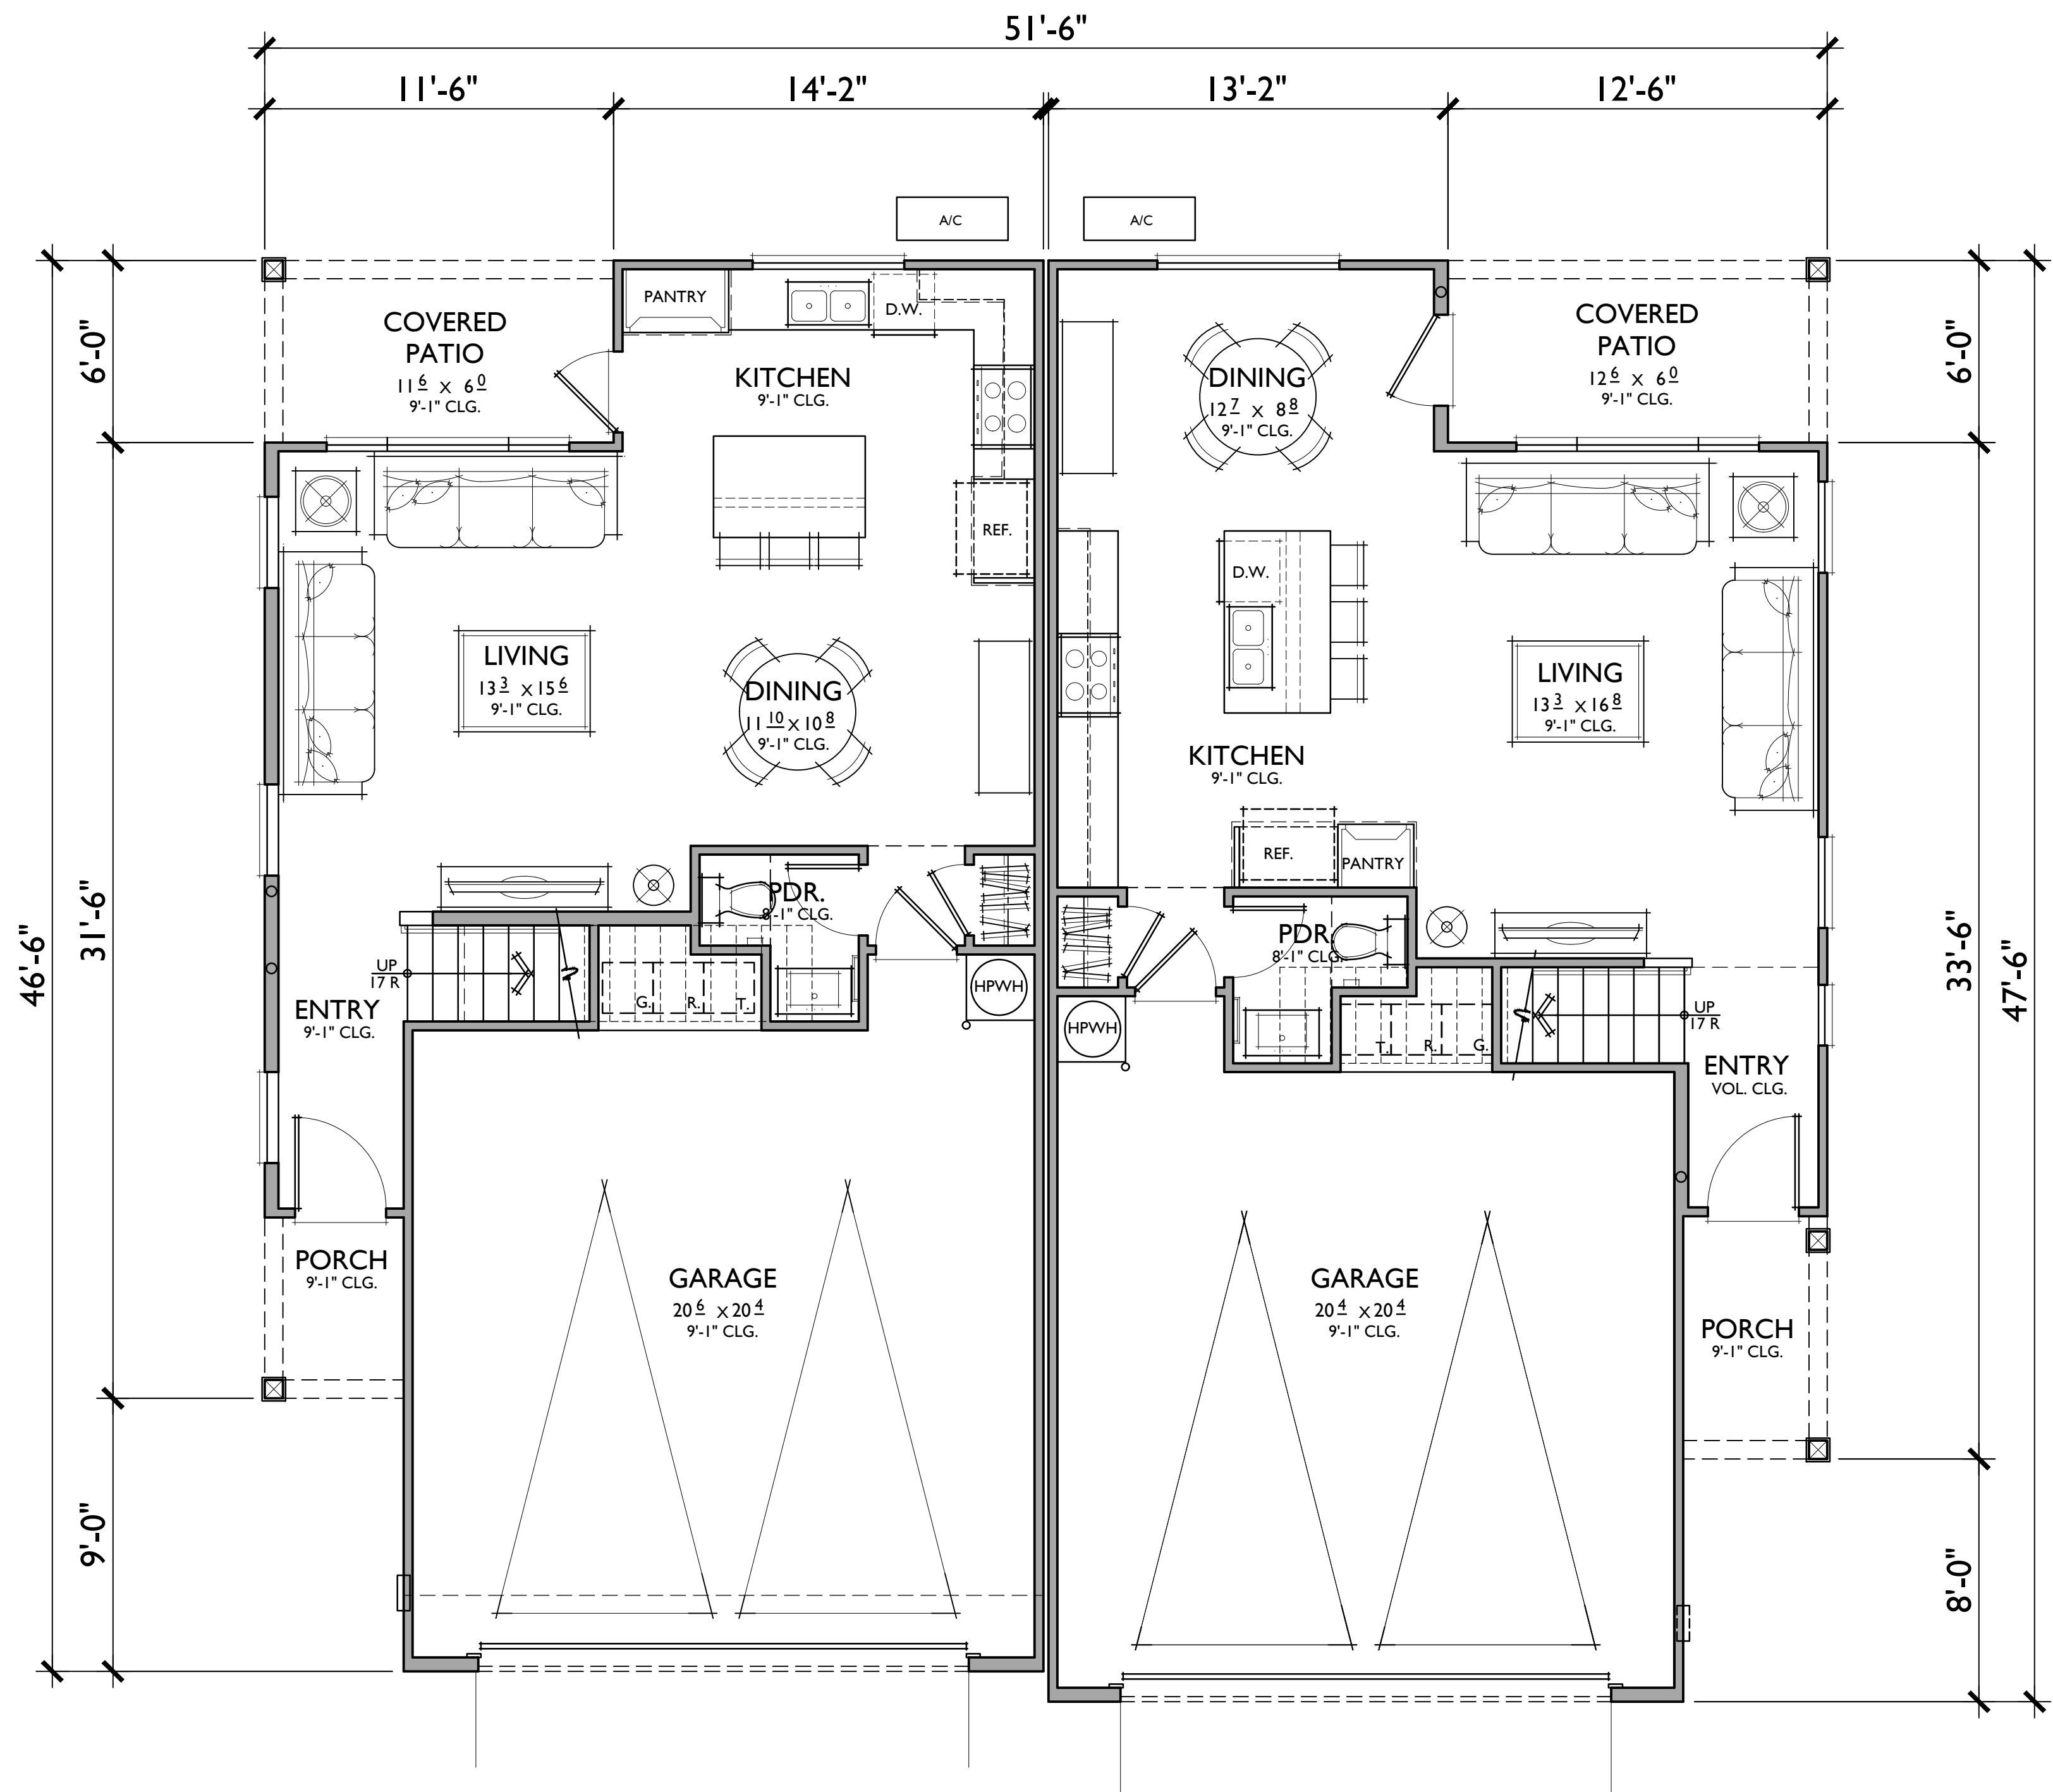 51'-6"
11'-6"
14'-2"
13'-2"
12'-6"
A/C
A/C
46'-6"
6'-0"
31'-6"
9'-0"
COVERED
PATIO
11 6 X 6 0
9'-1" CLG.
PANTRY
D.W.
KITCHEN
9'-1" CLG.
REF.
LIVING
13 3 X 15 6
9'-1" CLG.
DINING
11 10 X 10 8
9'-1" CLG.
PDR.
8'-1" CLG.
UP
17 R
G.
R.
T.
HPWH
ENTRY
9'-1" CLG.
PORCH
9'-1" CLG.
GARAGE
20 6 X 20 4
9'-1" CLG.
DINING
12 7 X 8 8
9'-1" CLG.
COVERED
PATIO
12 6 X 6 0
9'-1" CLG.
D.W.
LIVING
13 3 X 16 8
9'-1" CLG.
KITCHEN
9'-1" CLG.
REF.
PANTRY
PDR.
8'-1" CLG.
HPWH
T.
R.
G.
UP
17 R
ENTRY
VOL. CLG.
GARAGE
20 4 X 20 4
9'-1" CLG.
PORCH
9'-1" CLG.
6'-0"
33'-6"
8'-0"
47'-6"